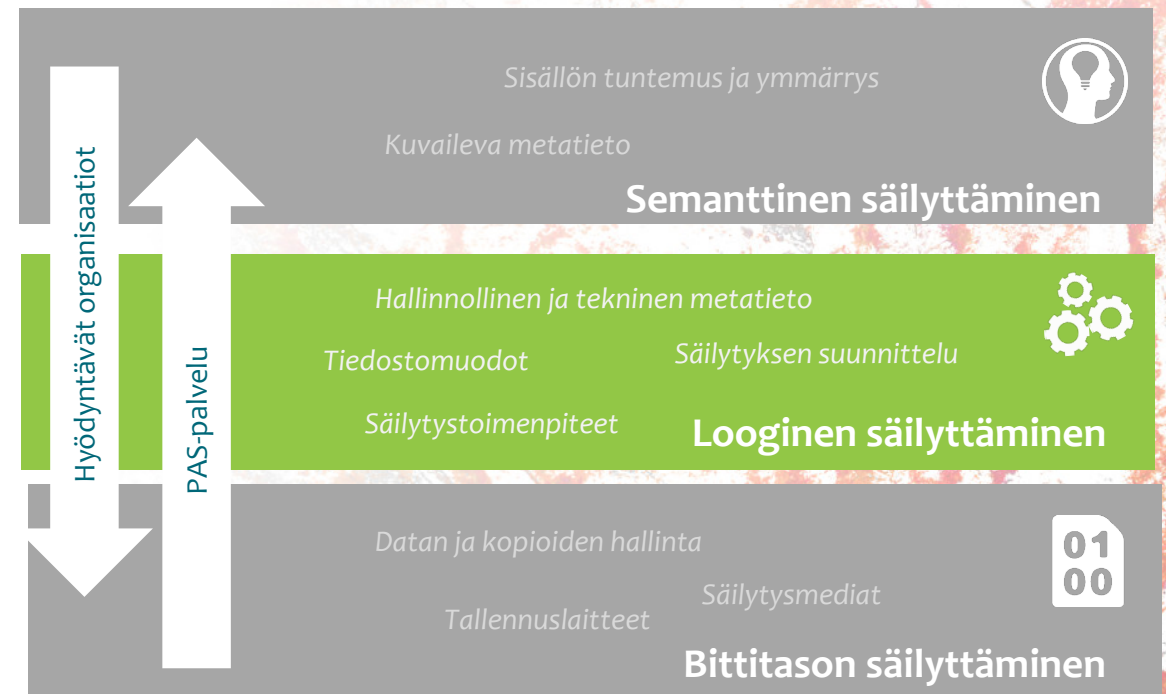 Sisällön tuntemus ja ymmärrys
Kuvaileva metatieto
Semanttinen säilyttäminen
Hyödyntävät organisaatiot
PAS-palvelu
Hallinnollinen ja tekninen metatieto
Tiedostomuodot
Säilytyksen suunnittelu
Säilytystoimenpiteet
Looginen säilyttäminen
Datan ja kopioiden hallinta
Säilytysmediat
Tallennuslaitteet
Bittitason säilyttäminen
01
00